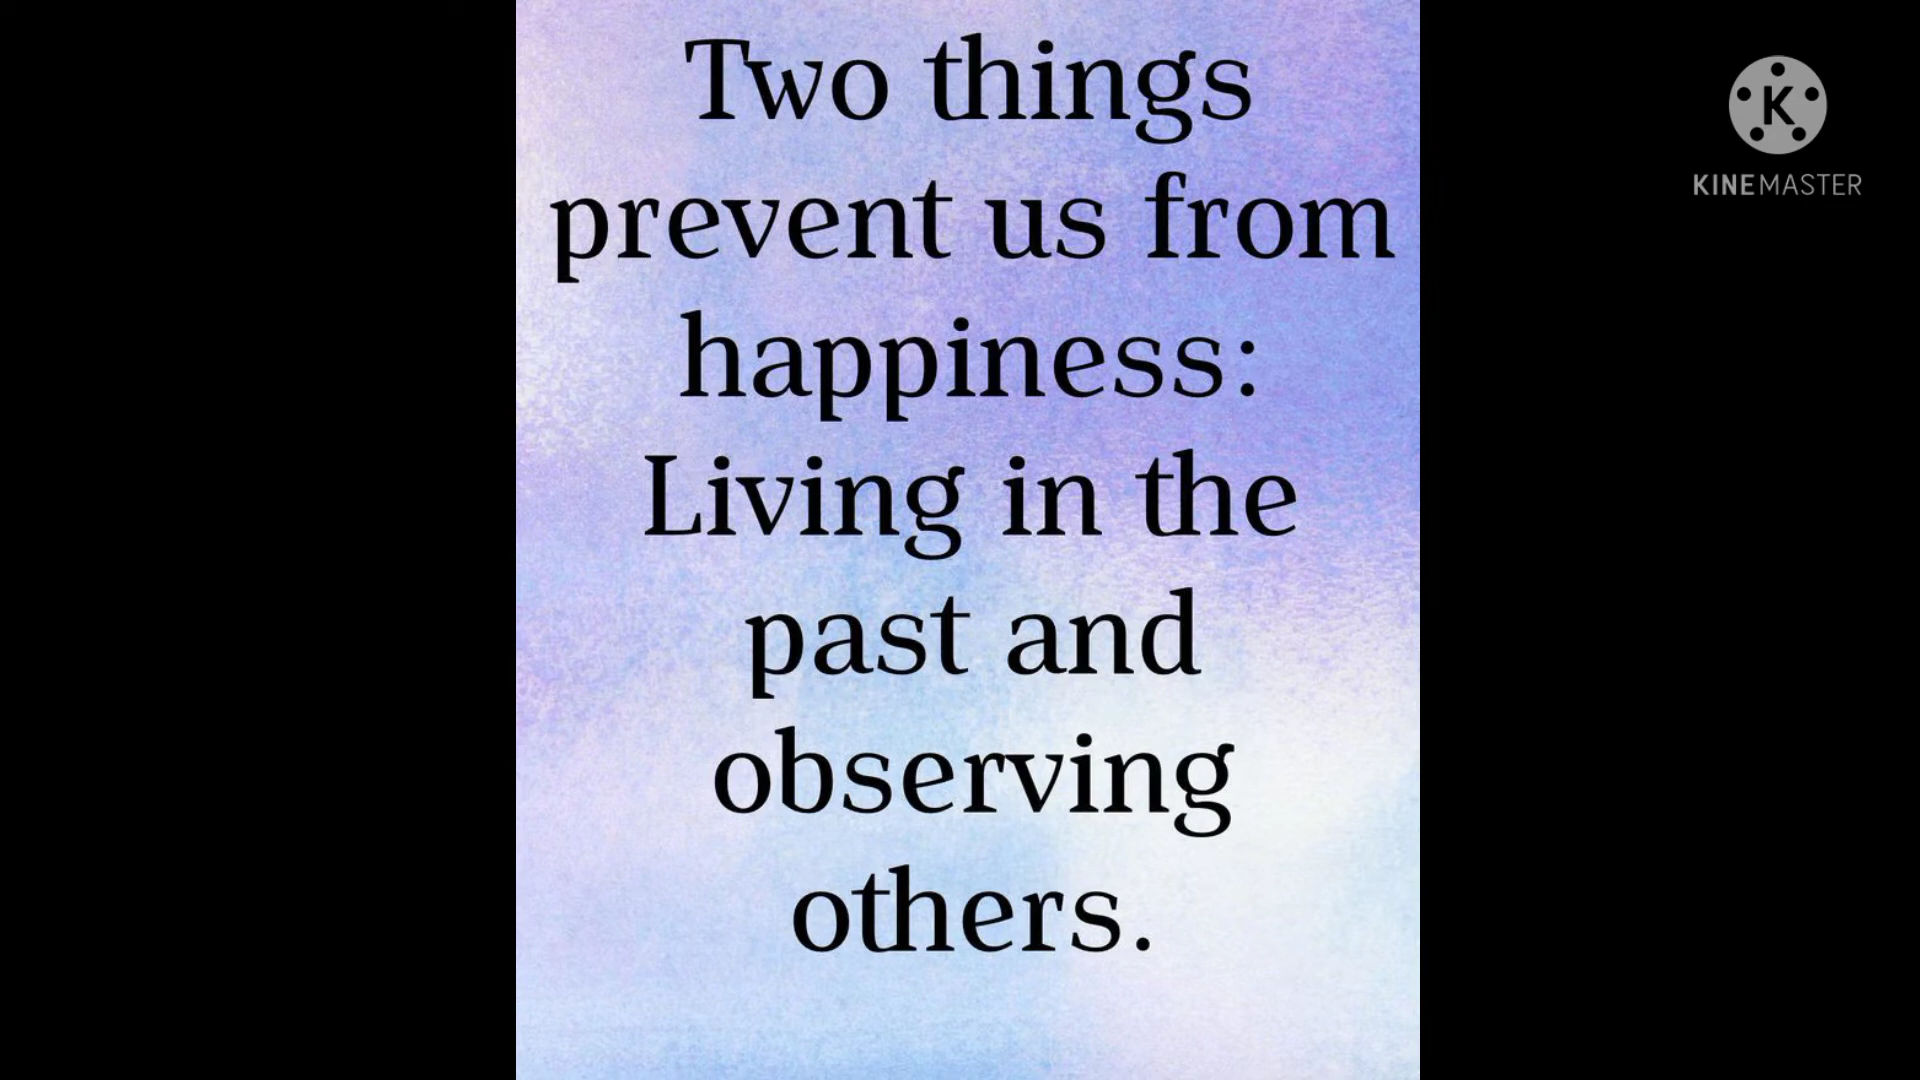 Two things
prevent us from
happiness:
Living in the
past and
observing
others.
K
KINEMASTER